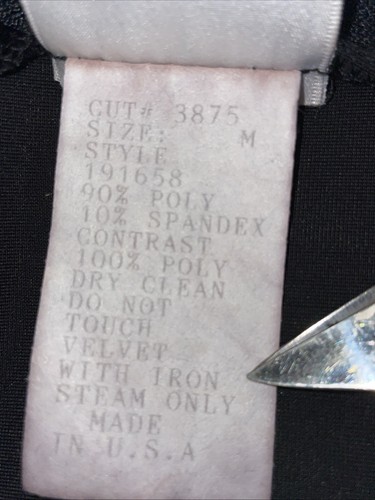 CUT# 3875
SIZE: M
STYLE
191658
90% POLY
10% SPANDEX
CONTRAST
100% POLY
DRY CLEAN
DO NOT
TOUCH
VELVET
WITH IRON
STEAM ONLY
MADE
IN U.S.A